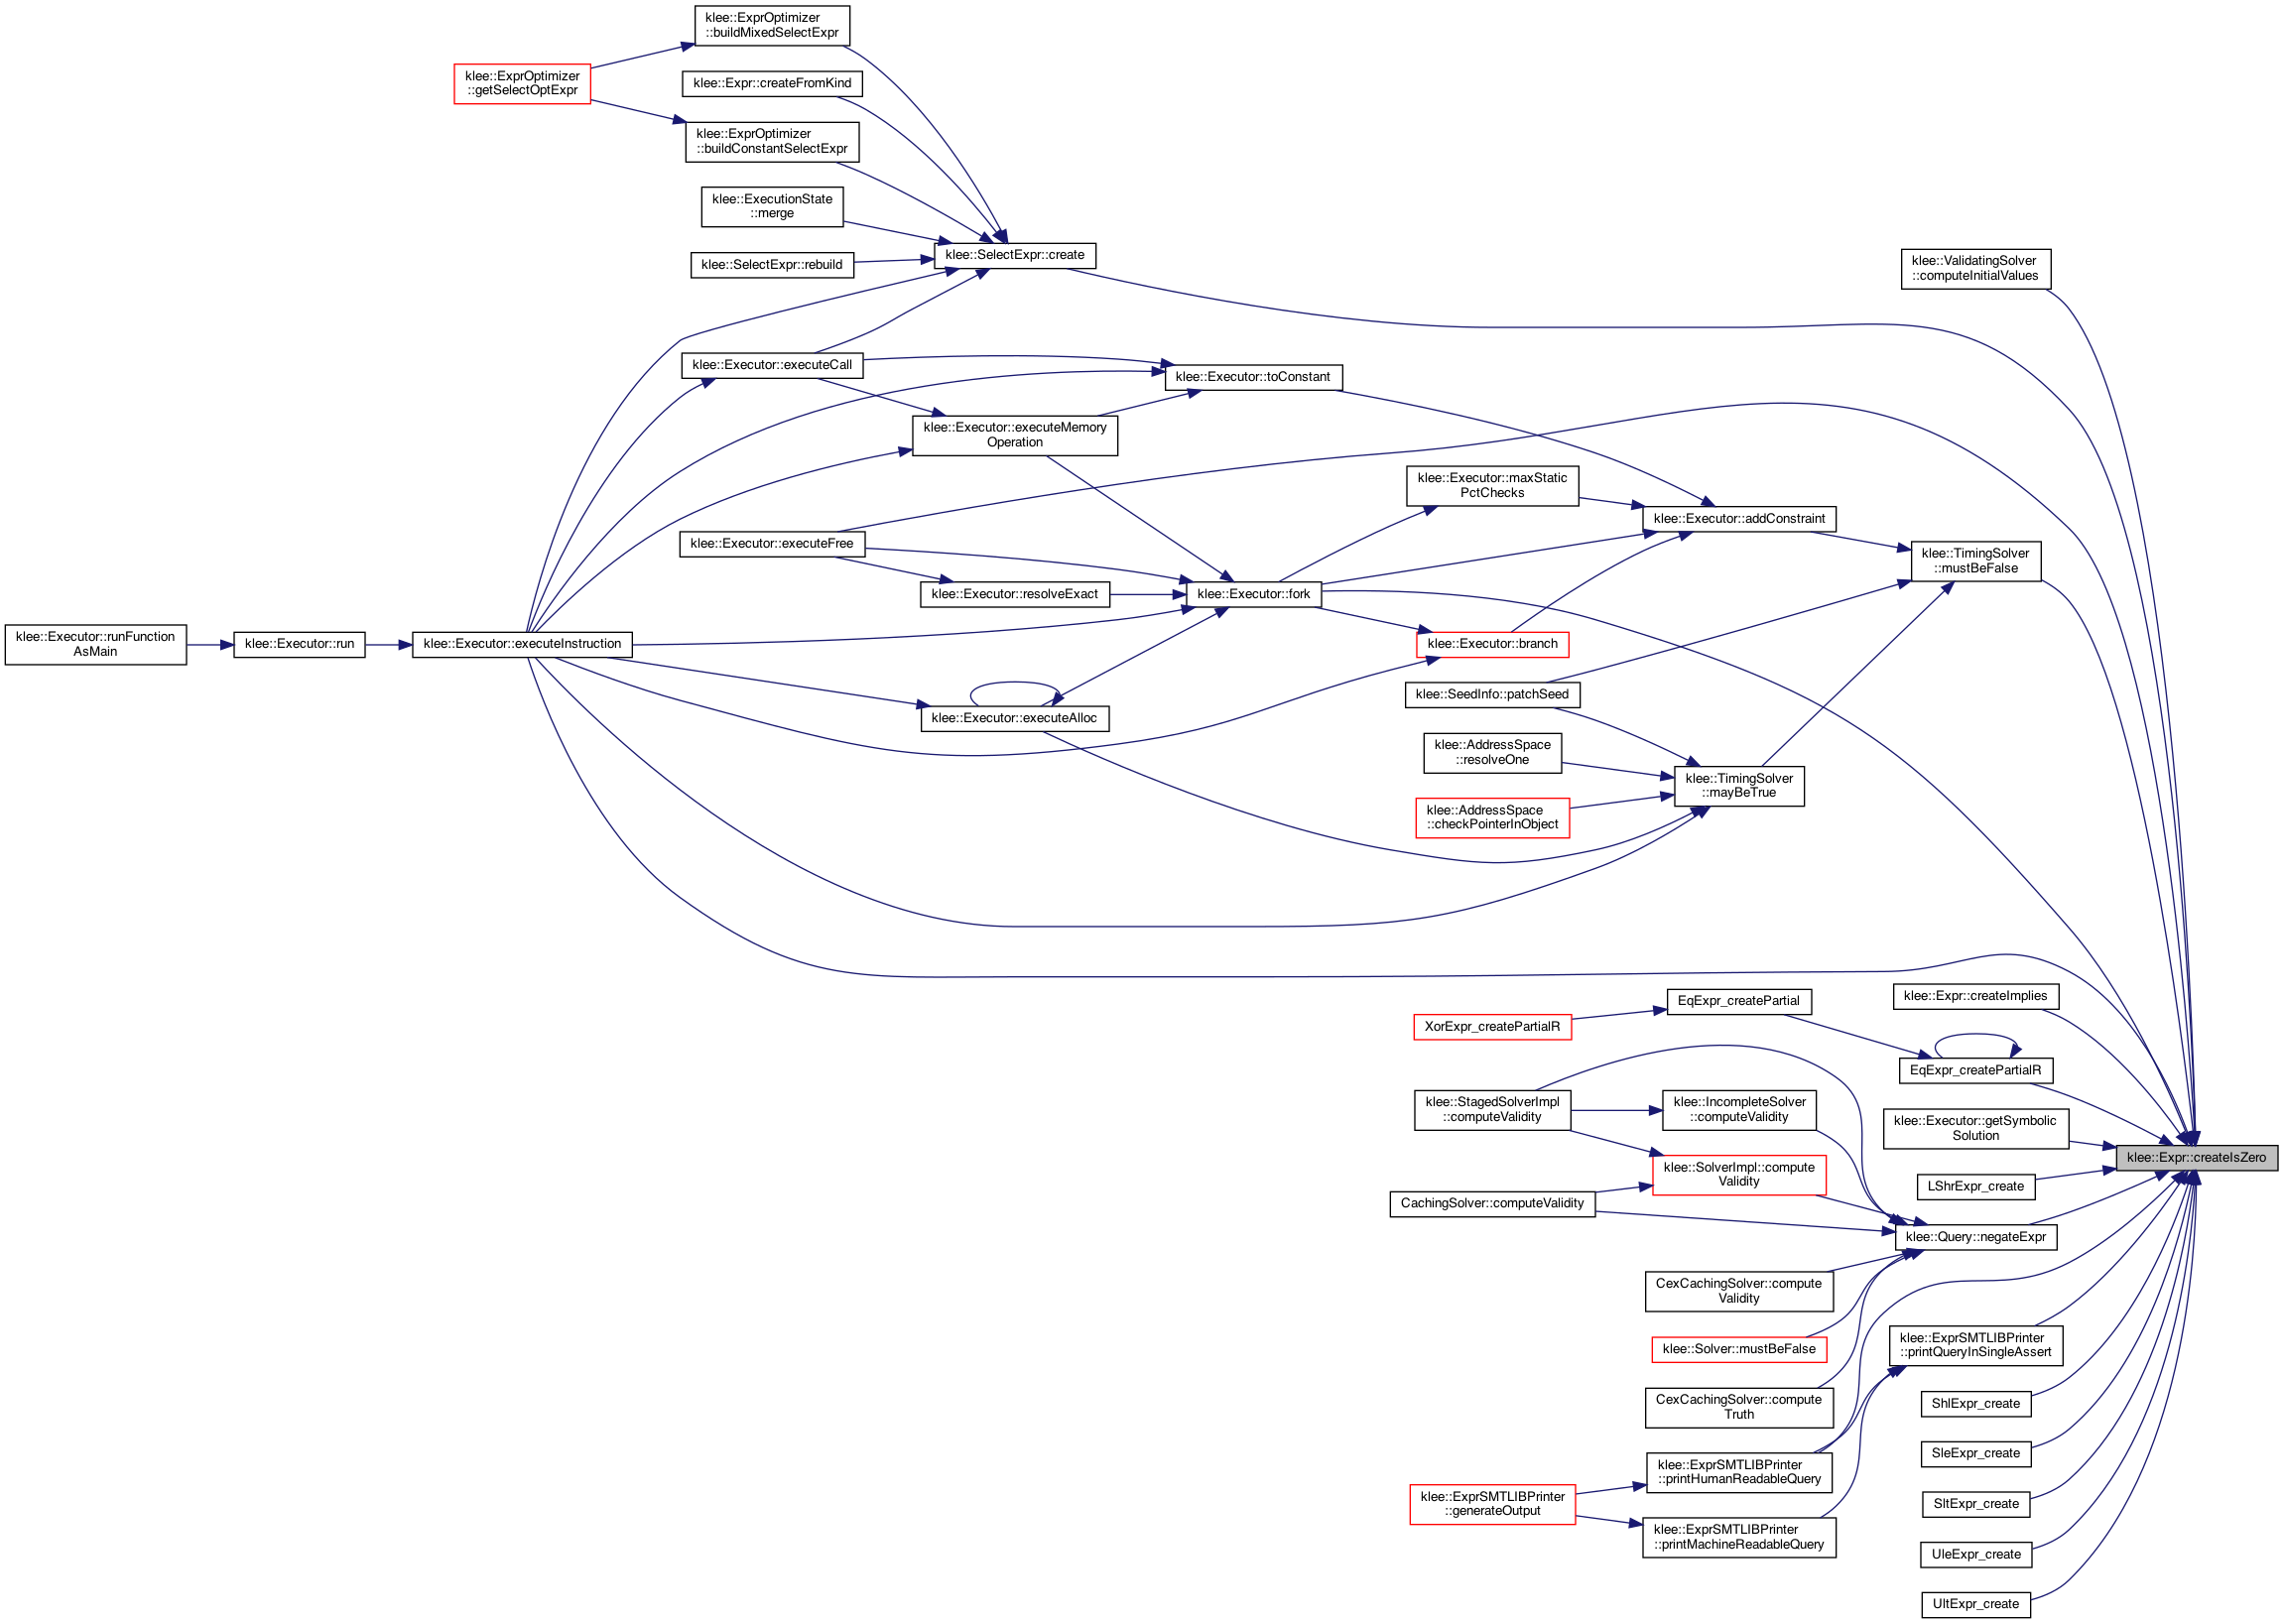 klee::ExprOptimizer
::buildMixedSelectExpr
klee::ExprOptimizer
::getSelectOptExpr
klee::Expr::createFromKind
klee::ExprOptimizer
::buildConstantSelectExpr
klee::ExecutionState
::merge
klee::SelectExpr::rebuild
klee::SelectExpr::create
klee::ValidatingSolver
::computeInitialValues
klee::Executor::executeCall
klee::Executor::toConstant
klee::Executor::executeMemory
Operation
klee::Executor::maxStatic
PctChecks
klee::Executor::addConstraint
klee::TimingSolver
::mustBeFalse
klee::Executor::executeFree
klee::Executor::resolveExact
klee::Executor::fork
klee::Executor::runFunction
AsMain
klee::Executor::run
klee::Executor::executeInstruction
klee::Executor::branch
klee::SeedInfo::patchSeed
klee::Executor::executeAlloc
klee::AddressSpace
::resolveOne
klee::TimingSolver
::mayBeTrue
klee::AddressSpace
::checkPointerInObject
klee::Expr::createImplies
EqExpr_createPartial
XorExpr_createPartialR
EqExpr_createPartialR
klee::StagedSolverImpl
::computeValidity
klee::IncompleteSolver
::computeValidity
klee::Executor::getSymbolic
Solution
klee::Expr::createIsZero
klee::SolverImpl::compute
Validity
LShrExpr_create
CachingSolver::computeValidity
klee::Query::negateExpr
CexCachingSolver::compute
Validity
klee::Solver::mustBeFalse
klee::ExprSMTLIBPrinter
::printQueryInSingleAssert
CexCachingSolver::compute
Truth
ShlExpr_create
SleExpr_create
klee::ExprSMTLIBPrinter
::printHumanReadableQuery
klee::ExprSMTLIBPrinter
::generateOutput
SltExpr_create
klee::ExprSMTLIBPrinter
::printMachineReadableQuery
UleExpr_create
UltExpr_create